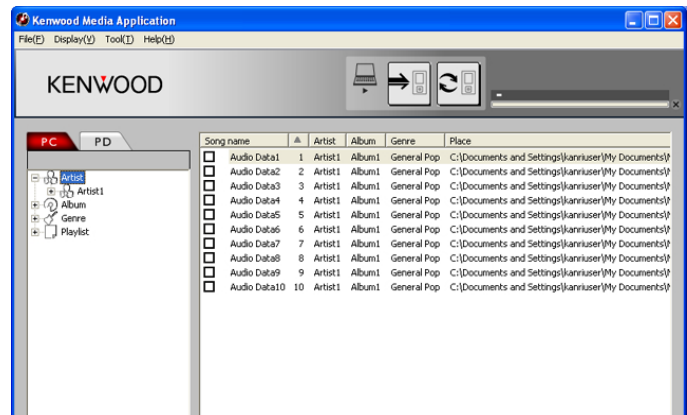 Kenwood Media Application
File(F) Display(V) Tool(T) Help(H)
KENWOOD
PC PD
Artist
Artist1
Album
Genre
Playlist
Song name Artist Album Genre Place
Audio Data1 1 Artist1 Album1 General Pop C:\Documents and Settings\kanriuser\My Documents\
Audio Data2 2 Artist1 Album1 General Pop C:\Documents and Settings\kanriuser\My Documents\
Audio Data3 3 Artist1 Album1 General Pop C:\Documents and Settings\kanriuser\My Documents\
Audio Data4 4 Artist1 Album1 General Pop C:\Documents and Settings\kanriuser\My Documents\
Audio Data5 5 Artist1 Album1 General Pop C:\Documents and Settings\kanriuser\My Documents\
Audio Data6 6 Artist1 Album1 General Pop C:\Documents and Settings\kanriuser\My Documents\
Audio Data7 7 Artist1 Album1 General Pop C:\Documents and Settings\kanriuser\My Documents\
Audio Data8 8 Artist1 Album1 General Pop C:\Documents and Settings\kanriuser\My Documents\
Audio Data9 9 Artist1 Album1 General Pop C:\Documents and Settings\kanriuser\My Documents\
Audio Data10 10 Artist1 Album1 General Pop C:\Documents and Settings\kanriuser\My Documents\